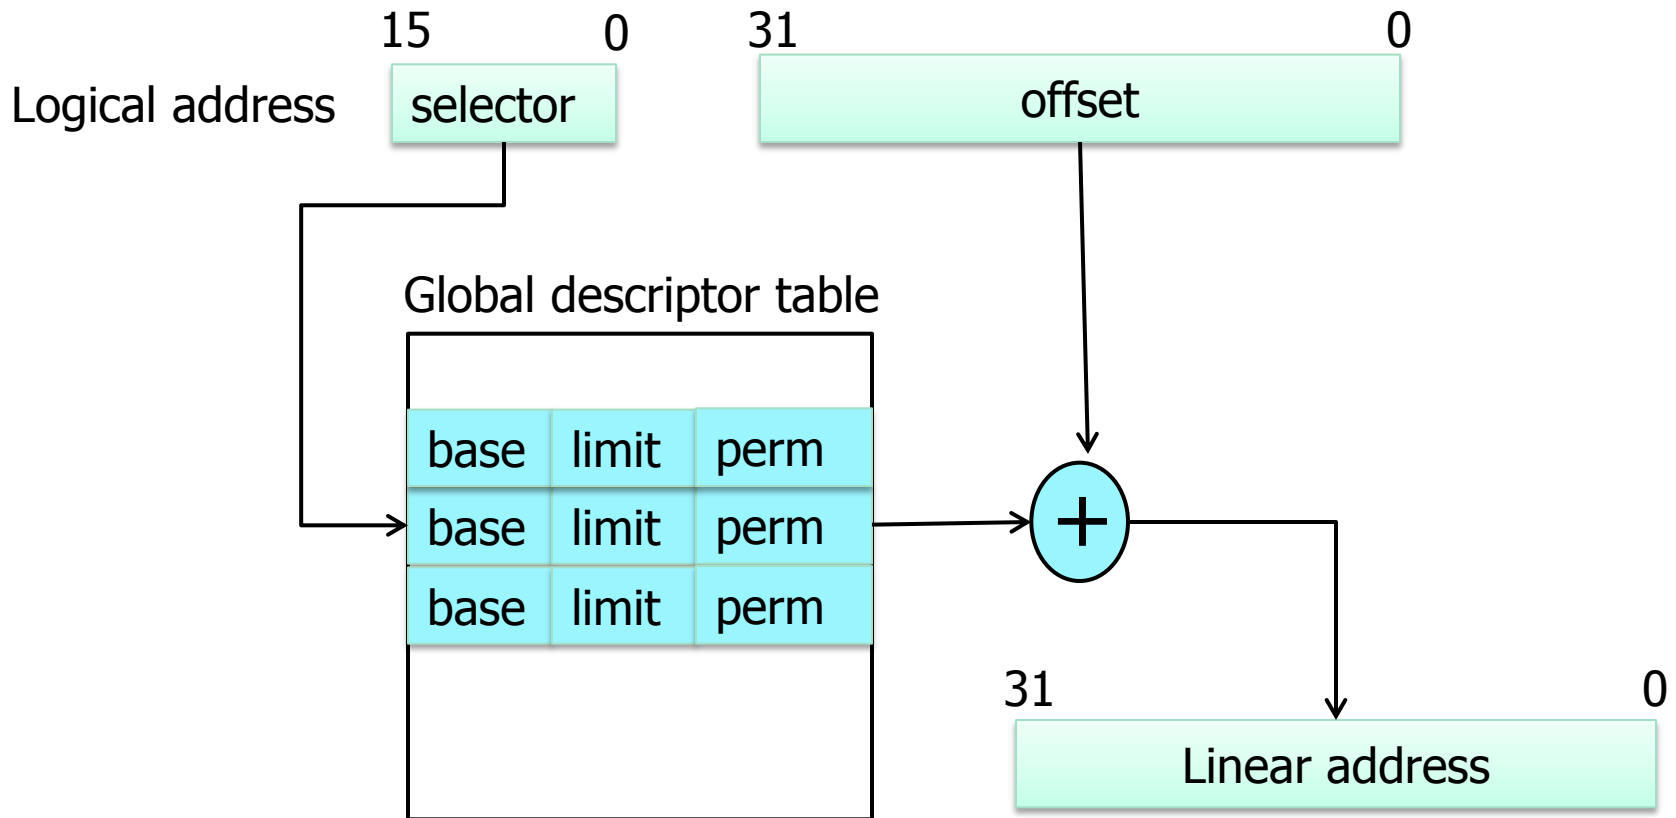 15 0 31 0
Logical address selector offset
Global descriptor table
base limit perm
+
base limit perm
base limit perm
31 0
Linear address